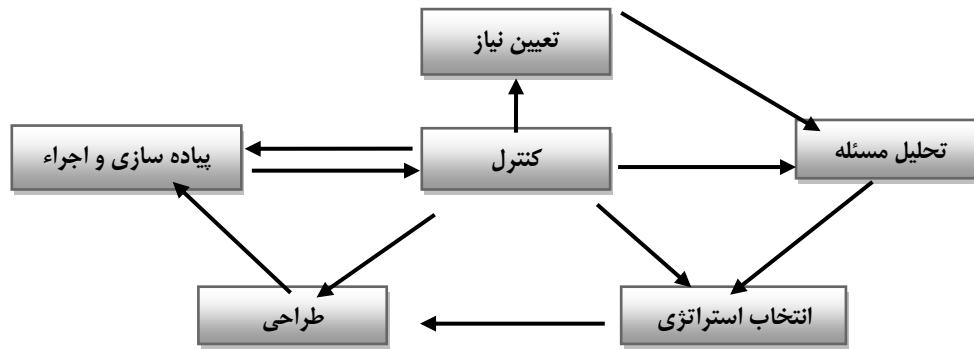 تعیین نیاز
پیاده سازی و اجراء
کنترل
تحلیل مسئله
طراحی
انتخاب استراتژی